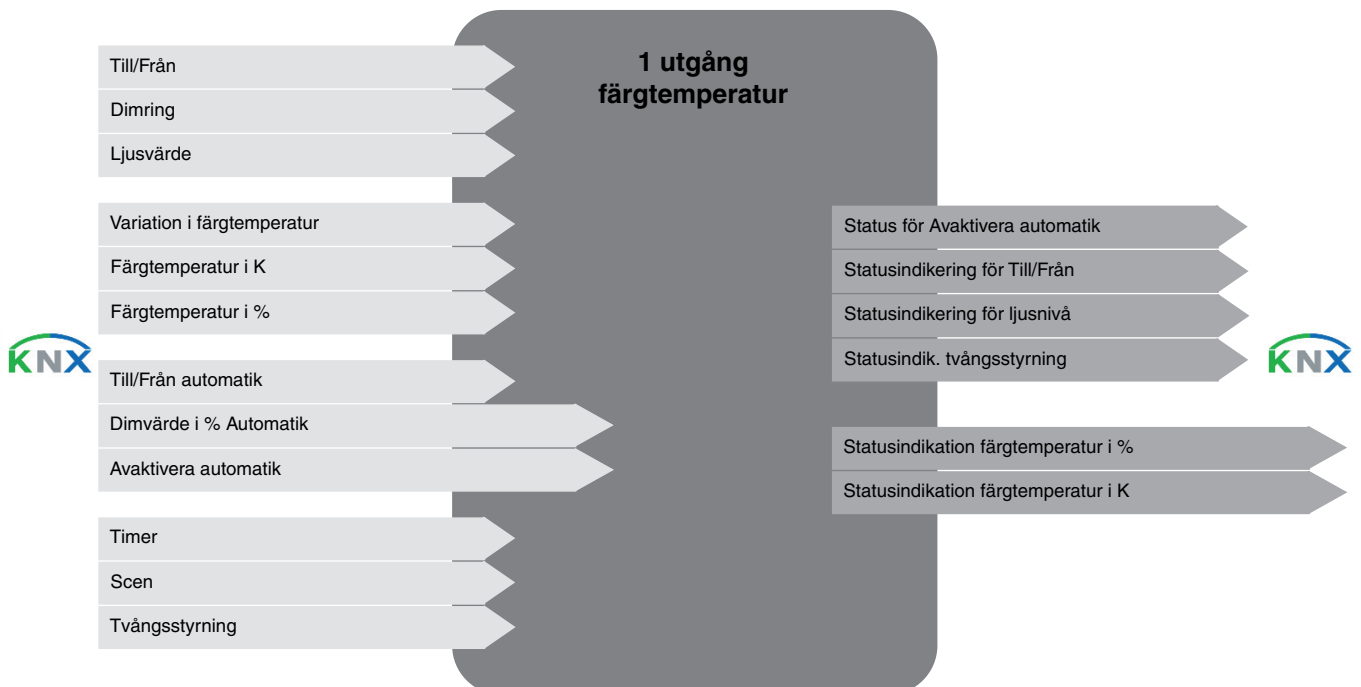 1 utgång
färgtemperatur
Till/Från
Dimring
Ljusvärde
Variation i färgtemperatur
Färgtemperatur i K
Färgtemperatur i %
KNX
Till/Från automatik
Dimvärde i % Automatik
Avaktivera automatik
Timer
Scen
Tvångsstyrning
Status för Avaktivera automatik
Statusindikering för Till/Från
Statusindikering för ljusnivå
Statusindik. tvångsstyrning
KNX
Statusindikation färgtemperatur i %
Statusindikation färgtemperatur i K